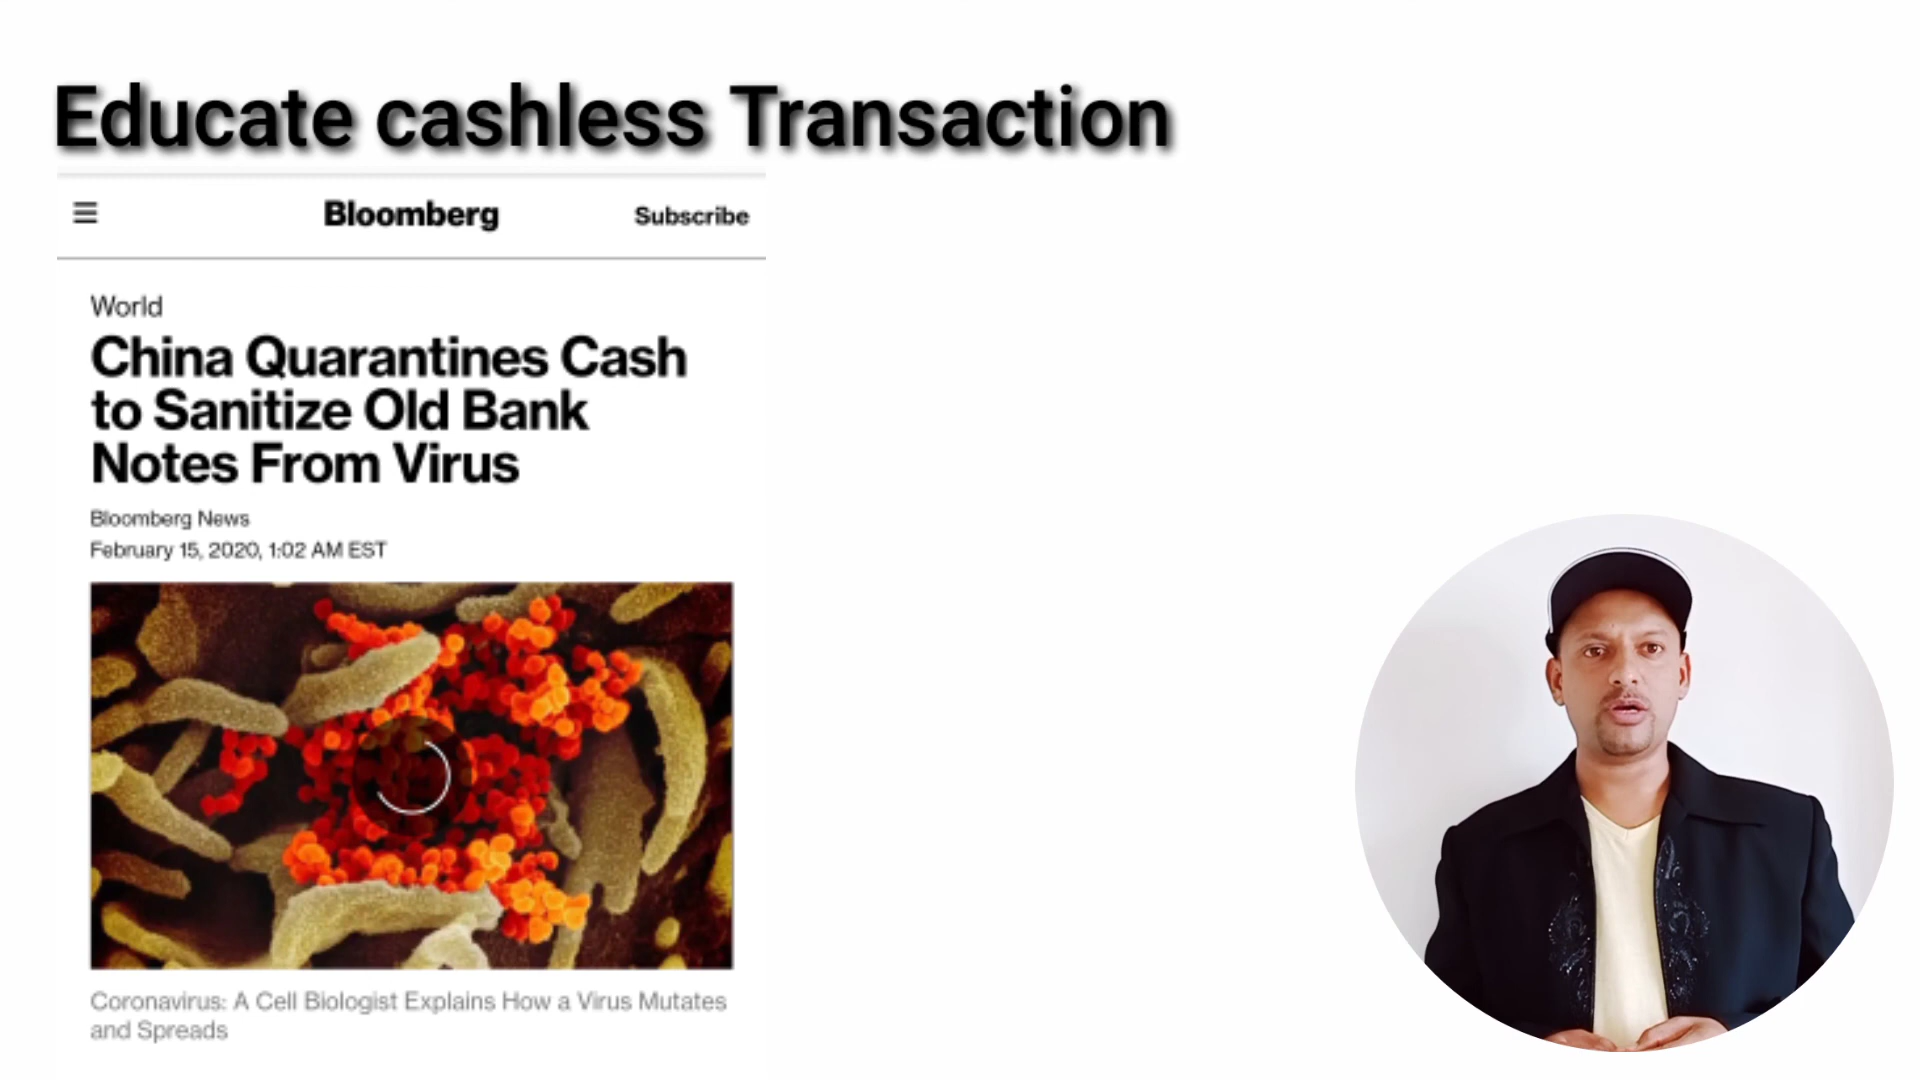 Educate cashless Transaction
Bloomberg
Subscribe
World
China Quarantines Cash
to Sanitize Old Bank
Notes From Virus
Bloomberg News
February 15, 2020, 1:02 AM EST
Coronavirus: A Cell Biologist Explains How a Virus Mutates
and Spreads